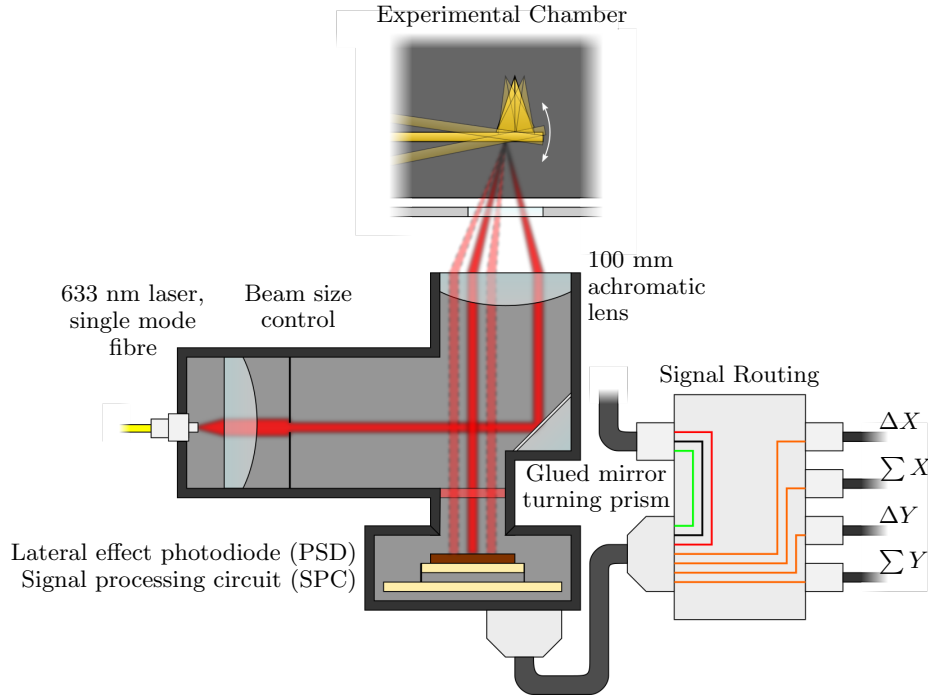 Experimental Chamber
100 mm
achromatic
lens
633 nm laser,
single mode
fibre
Beam size
control
Signal Routing
ΔX
∑ X
ΔY
∑ Y
Glued mirror
turning prism
Lateral effect photodiode (PSD)
Signal processing circuit (SPC)